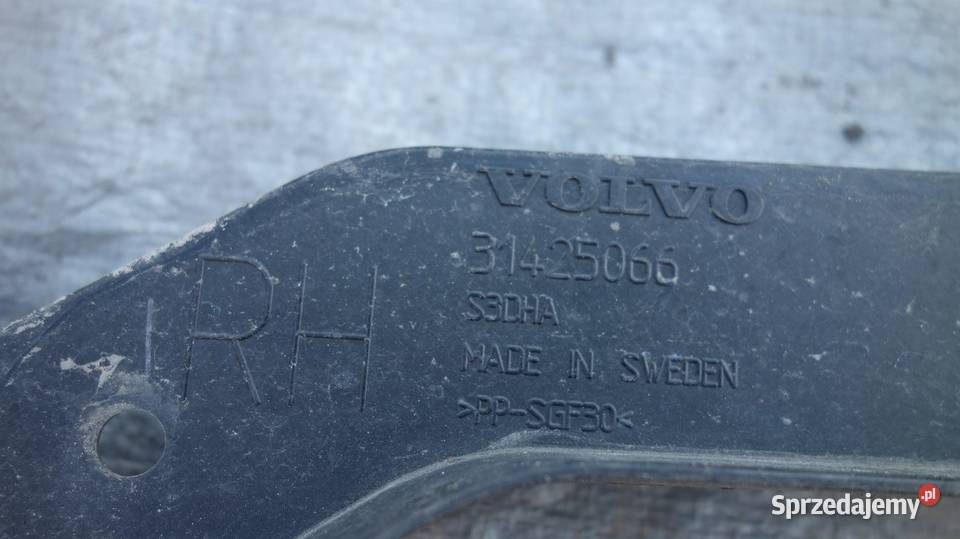 VOLVO
31425066
S3DHA
MADE IN SWEDEN
>PP-SGF30<
RH
Sprzedajemy.pl